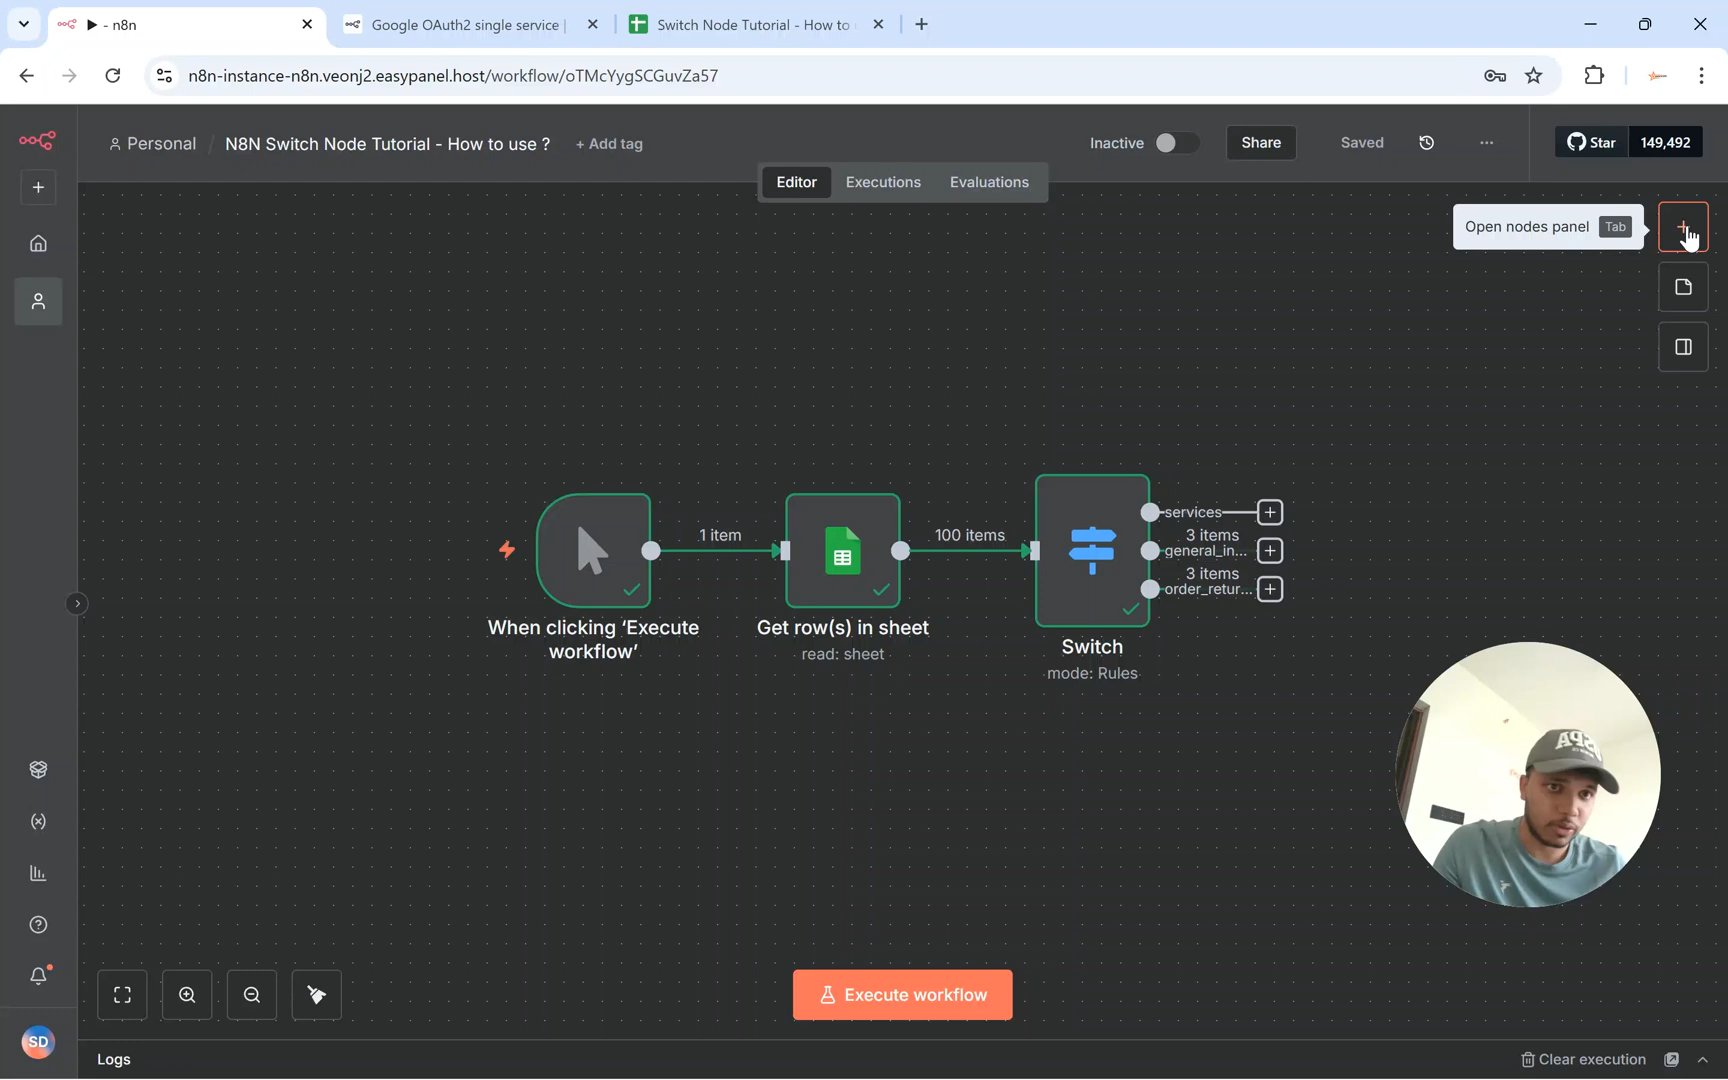 ▶ - n8n
Google OAuth2 single service |
Switch Node Tutorial - How to
n8n-instance-n8n.veonj2.easypanel.host/workflow/oTMcYygSCGuvZa57
Personal / N8N Switch Node Tutorial - How to use ? + Add tag
Inactive
Share
Saved
Star 149,492
Editor Executions Evaluations
Open nodes panel Tab
1 item
100 items
services
3 items
general_in...
3 items
order_retur...
When clicking ‘Execute
workflow’
Get row(s) in sheet
read: sheet
Switch
mode: Rules
Execute workflow
SD
Logs
Clear execution